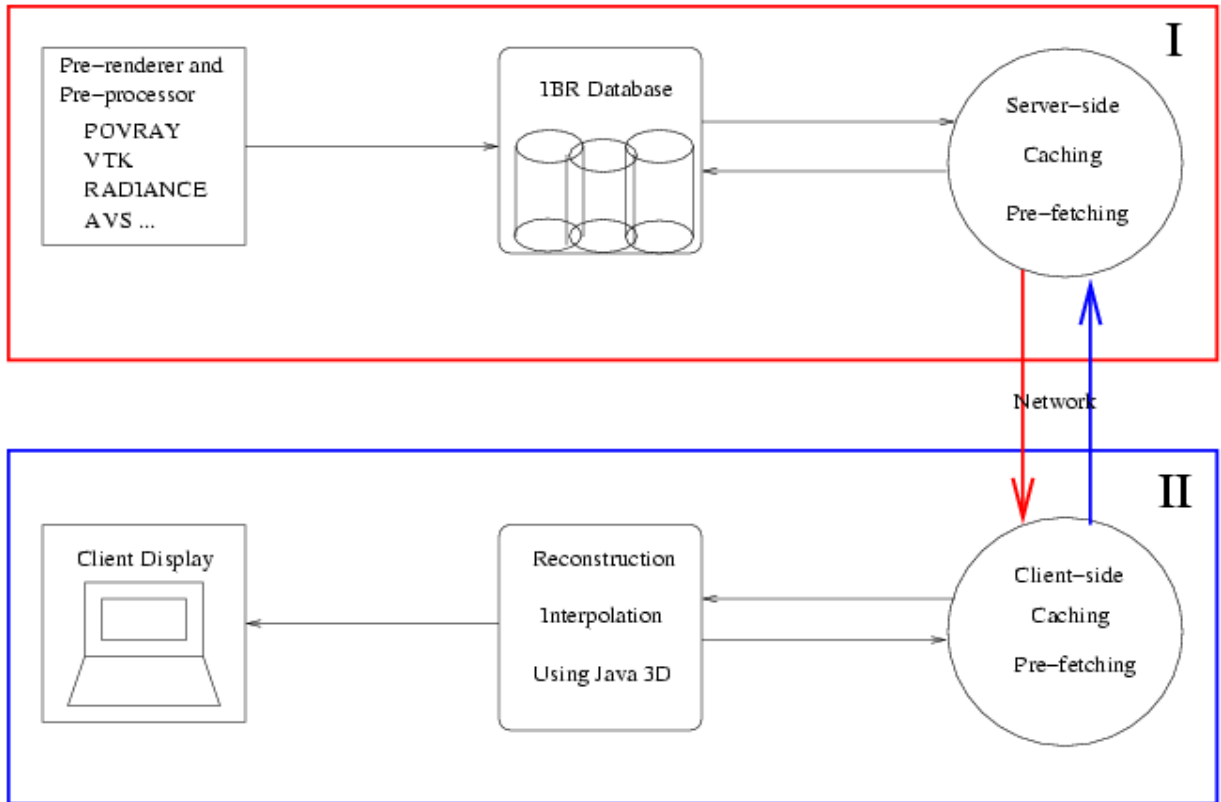 I
Pre-renderer and
Pre-processor
POVRAY
VTK
RADIANCE
AVS ...
IBR Database
Server-side
Caching
Pre-fetching
Network
II
Client Display
Reconstruction
Interpolation
Using Java 3D
Client-side
Caching
Pre-fetching